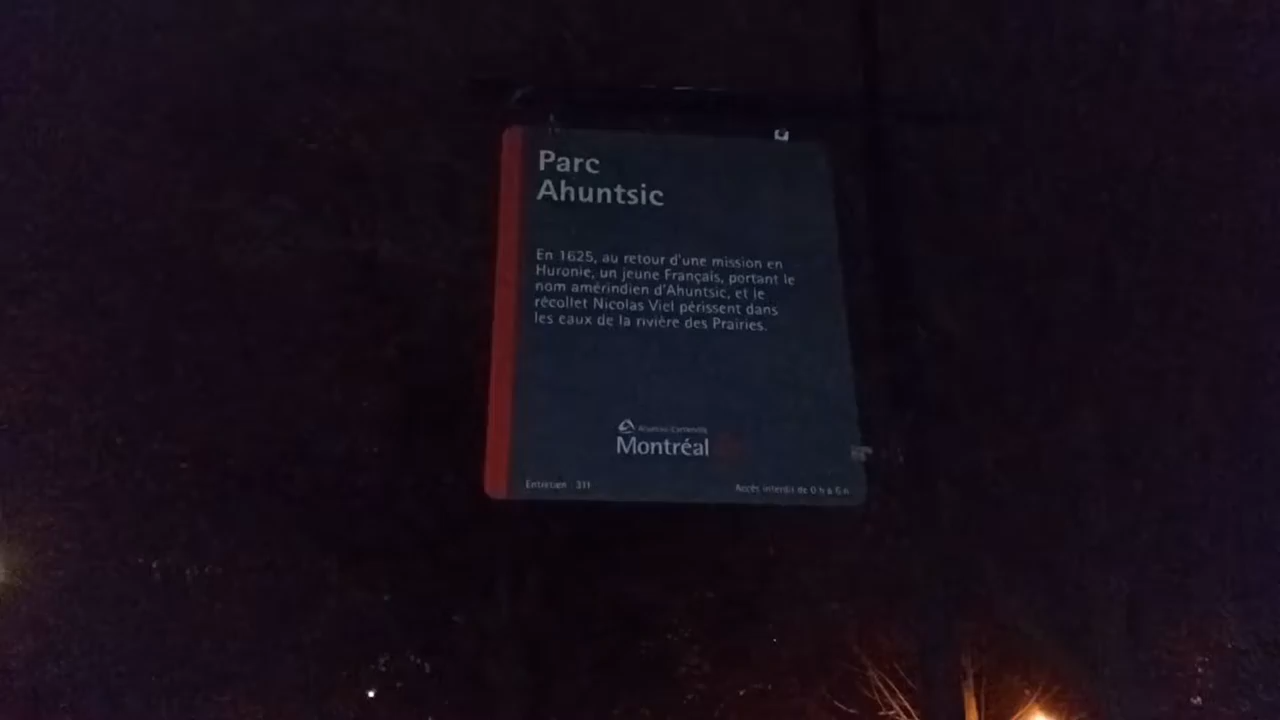 Parc
Ahuntsic
En 1625, au retour d'une mission en
Huronie, un jeune Français, portant le
nom amérindien d'Ahuntsic, et le
récollet Nicolas Viel périssent dans
les eaux de la rivière des Prairies.
Ahuntsic-Cartierville
Montréal
Entretien : 311
Accès interdit de 0 h à 6 h